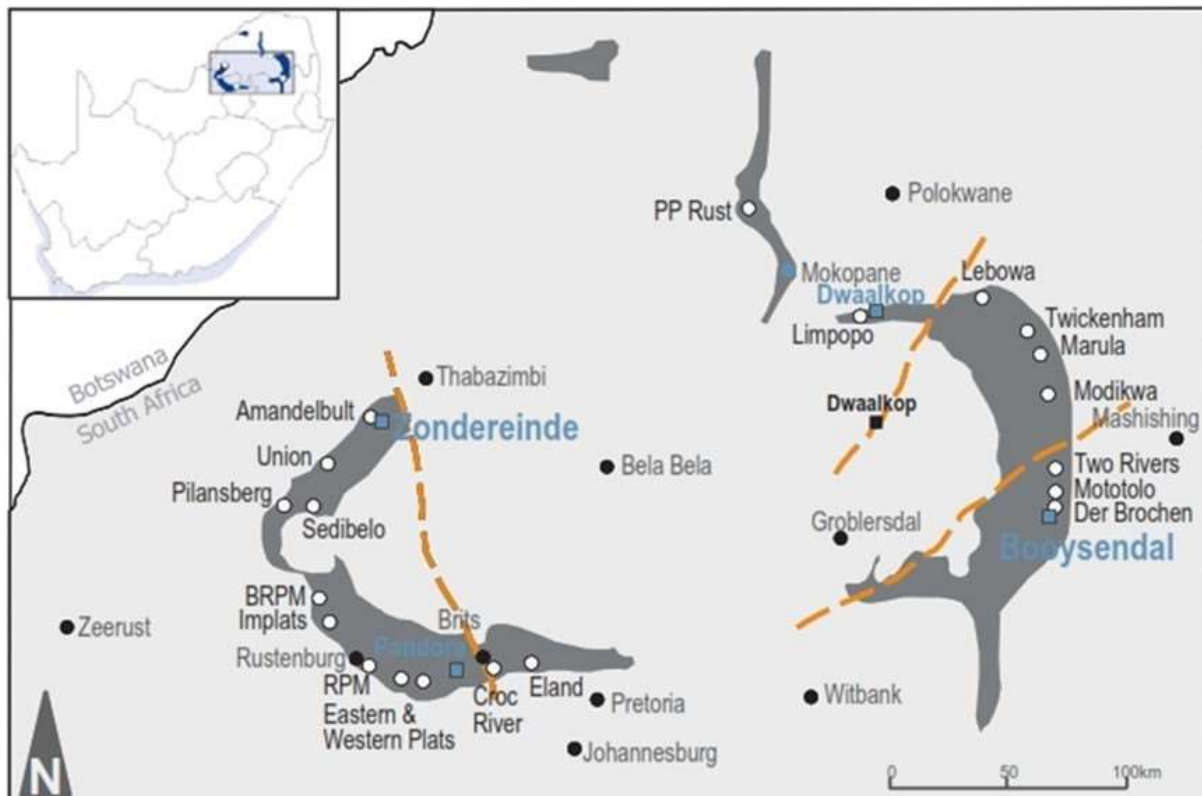 Polokwane
PP Rust
Mokopane
Lebowa
Dwaalkop
Limpopo
Twickenham
Marula
Botswana
South Africa
Thabazimbi
Modikwa
Dwaalkop
Mashishing
Amandelbult
Zondereinde
Union
Bela Bela
Two Rivers
Pilansberg
Mototolo
Sedibelo
Der Brochen
Groblersdal
Booysendal
BRPM
Implats
Zeerust
Brits
Pandora
Rustenburg
RPM
Eland
Croc
River
Eastern &
Western Plats
Pretoria
Witbank
Johannesburg
N
0 50 100km